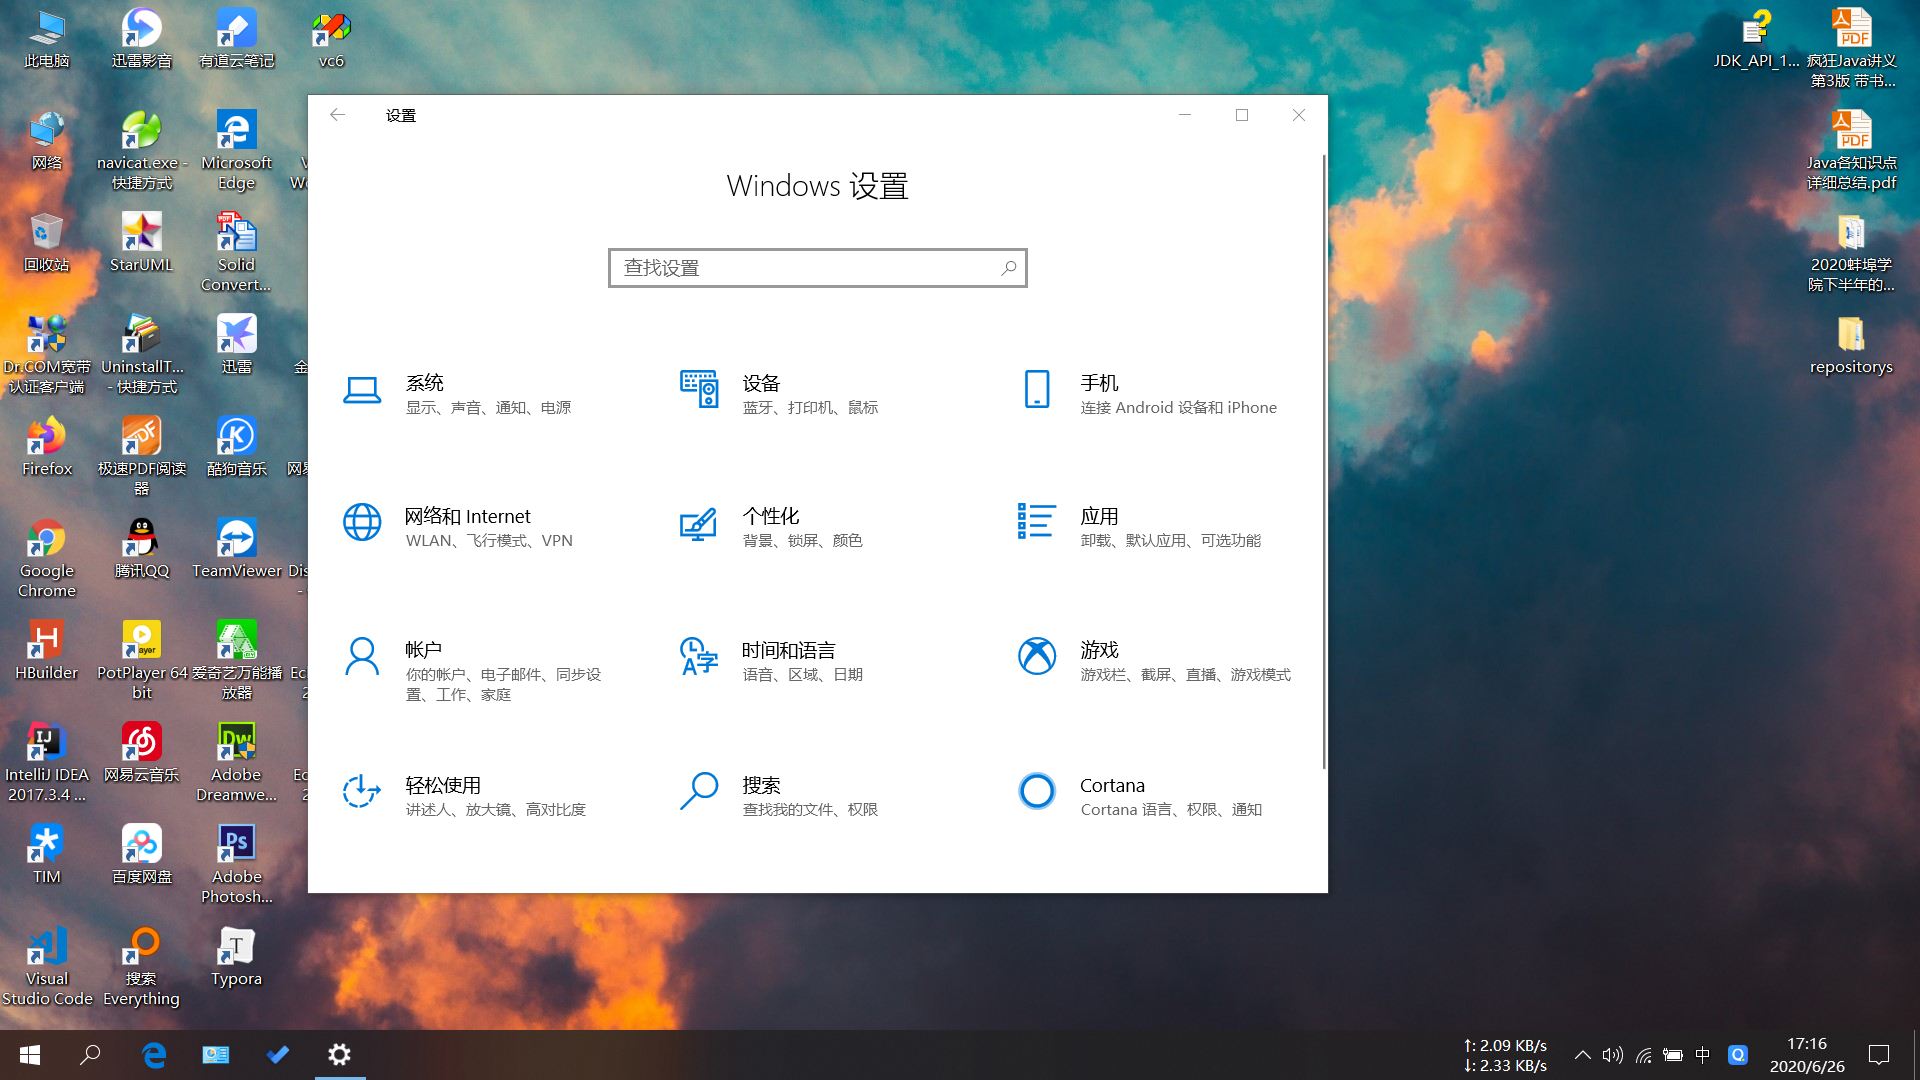 此电脑
迅雷影音
有道云笔记
vc6
网络
navicat.exe -
快捷方式
Microsoft
Edge
回收站
StarUML
Solid
Convert...
Dr.COM宽带
认证客户端
UninstallT...
- 快捷方式
迅雷
Firefox
极速PDF阅读
器
酷狗音乐
Google
Chrome
腾讯QQ
TeamViewer
HBuilder
PotPlayer 64
bit
爱奇艺万能播
放器
IntelliJ IDEA
2017.3.4 ...
网易云音乐
Adobe
Dreamwe...
TIM
百度网盘
Adobe
Photosh...
Visual
Studio Code
搜索
Everything
Typora
设置
Windows 设置
查找设置
系统
显示、声音、通知、电源
设备
蓝牙、打印机、鼠标
手机
连接 Android 设备和 iPhone
网络和 Internet
WLAN、飞行模式、VPN
个性化
背景、锁屏、颜色
应用
卸载、默认应用、可选功能
帐户
你的帐户、电子邮件、同步设
置、工作、家庭
时间和语言
语音、区域、日期
游戏
游戏栏、截屏、直播、游戏模式
轻松使用
讲述人、放大镜、高对比度
搜索
查找我的文件、权限
Cortana
Cortana 语言、权限、通知
JDK_API_1...
疯狂Java讲义
第3版 带书...
Java各知识点
详细总结.pdf
2020蚌埠学
院下半年的...
repositorys
↑: 2.09 KB/s
↓: 2.33 KB/s
中
17:16
2020/6/26